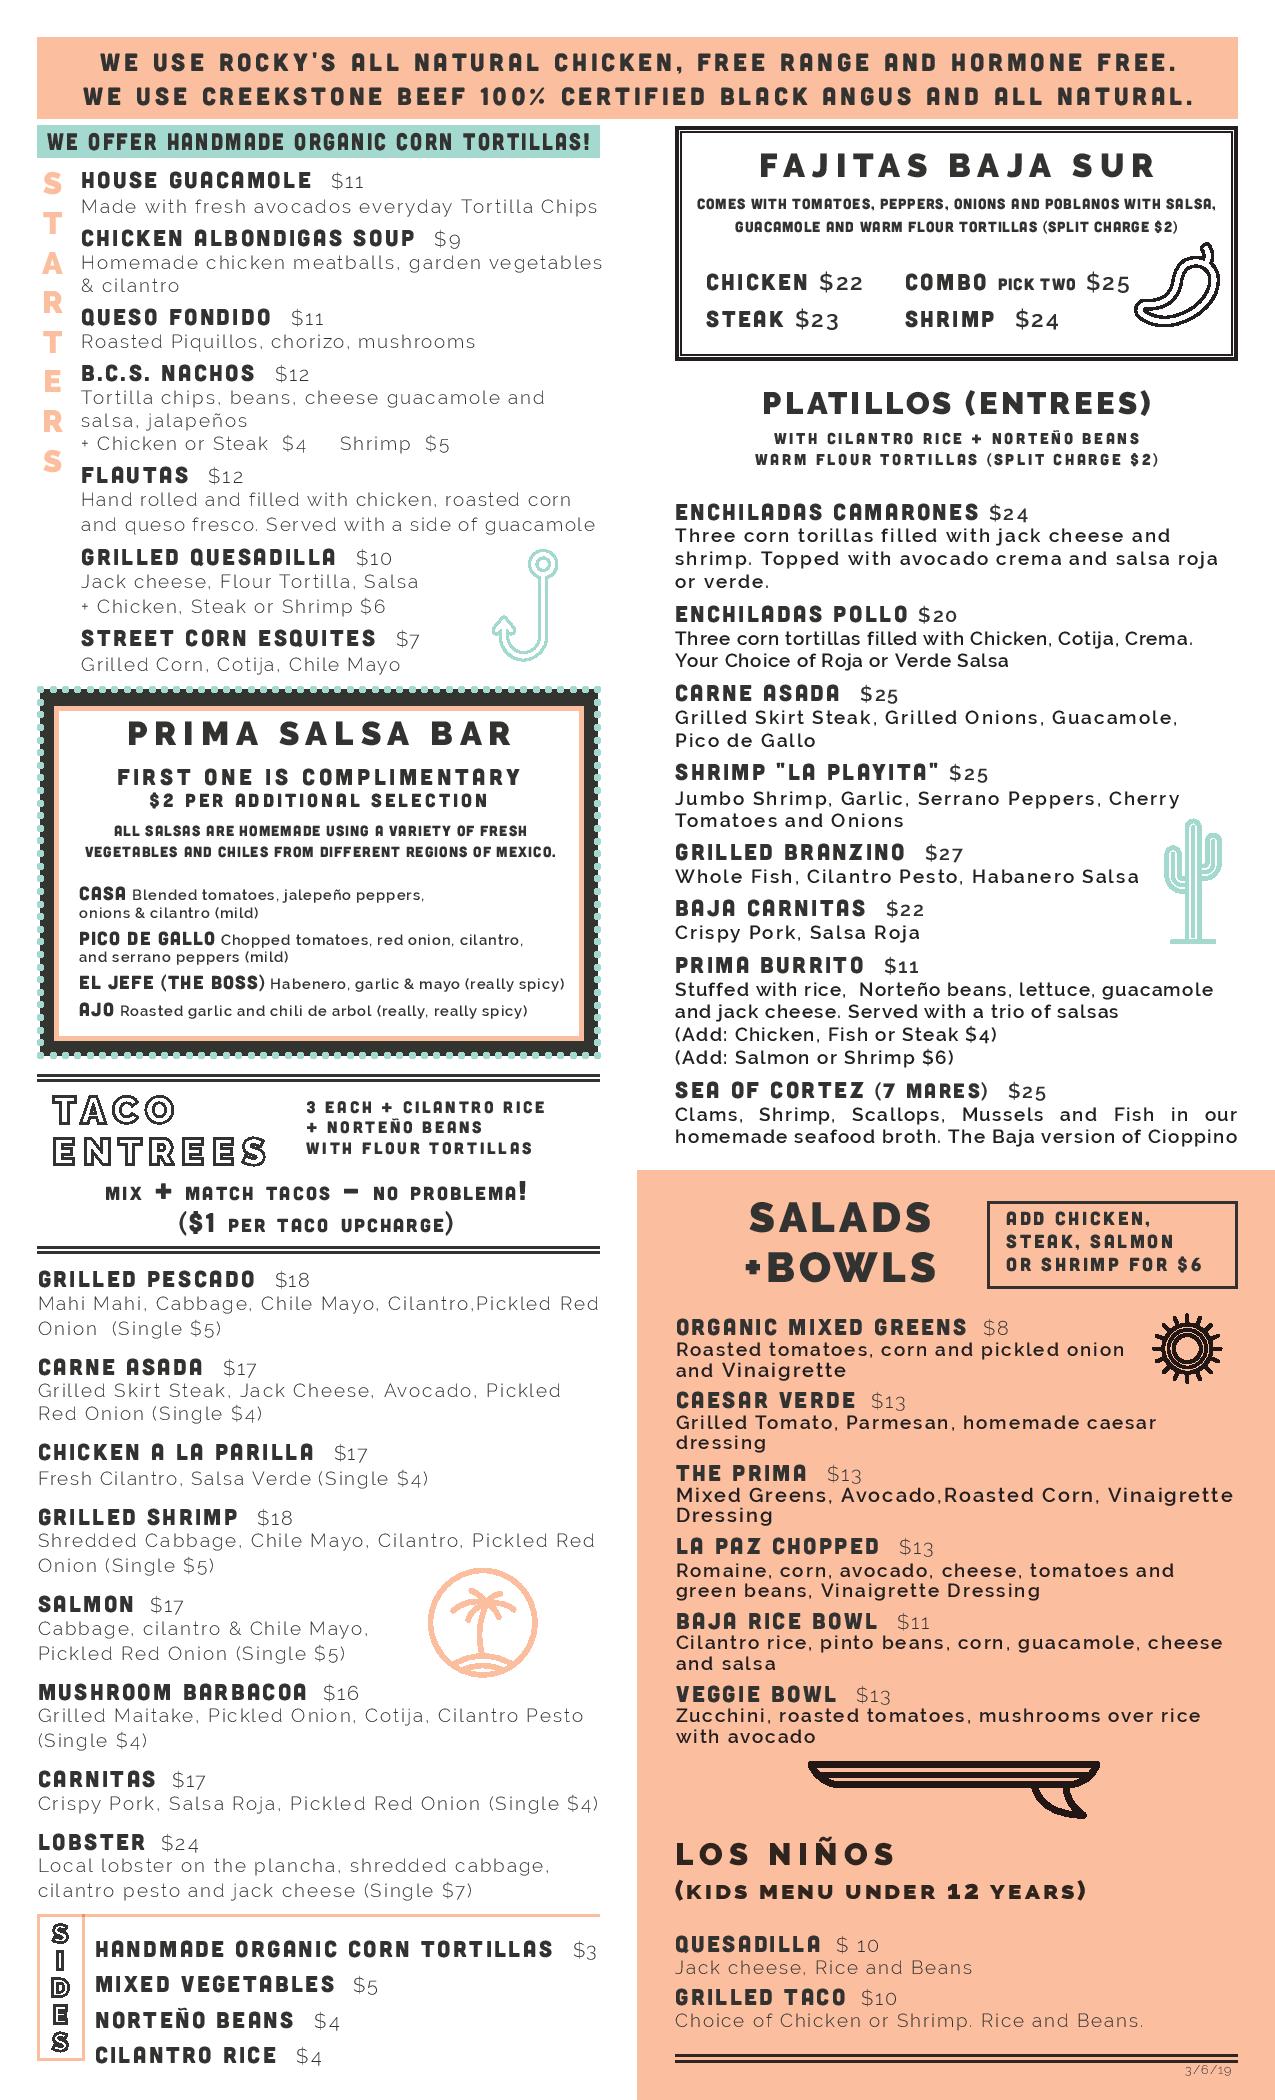 WE USE ROCKY'S ALL NATURAL CHICKEN, FREE RANGE AND HORMONE FREE.
WE USE CREEKSTONE BEEF 100% CERTIFIED BLACK ANGUS AND ALL NATURAL.
WE OFFER HANDMADE ORGANIC CORN TORTILLAS!
STARTERS
HOUSE GUACAMOLE $11
Made with fresh avocados everyday Tortilla Chips
CHICKEN ALBONDIGAS SOUP $9
Homemade chicken meatballs, garden vegetables
& cilantro
QUESO FONDIDO $11
Roasted Piquillos, chorizo, mushrooms
B.C.S. NACHOS $12
Tortilla chips, beans, cheese guacamole and
salsa, jalapeños
+ Chicken or Steak $4 Shrimp $5
FLAUTAS $12
Hand rolled and filled with chicken, roasted corn
and queso fresco. Served with a side of guacamole
GRILLED QUESADILLA $10
Jack cheese, Flour Tortilla, Salsa
+ Chicken, Steak or Shrimp $6
STREET CORN ESQUITES $7
Grilled Corn, Cotija, Chile Mayo
PRIMA SALSA BAR
FIRST ONE IS COMPLIMENTARY
$2 PER ADDITIONAL SELECTION
ALL SALSAS ARE HOMEMADE USING A VARIETY OF FRESH
VEGETABLES AND CHILES FROM DIFFERENT REGIONS OF MEXICO.
CASA Blended tomatoes, jalepeño peppers,
onions & cilantro (mild)
PICO DE GALLO Chopped tomatoes, red onion, cilantro,
and serrano peppers (mild)
EL JEFE (THE BOSS) Habenero, garlic & mayo (really spicy)
AJO Roasted garlic and chili de arbol (really, really spicy)
TACO
ENTREES
3 EACH + CILANTRO RICE
+ NORTEÑO BEANS
WITH FLOUR TORTILLAS
MIX + MATCH TACOS – NO PROBLEMA!
($1 PER TACO UPCHARGE)
GRILLED PESCADO $18
Mahi Mahi, Cabbage, Chile Mayo, Cilantro,Pickled Red
Onion (Single $5)
CARNE ASADA $17
Grilled Skirt Steak, Jack Cheese, Avocado, Pickled
Red Onion (Single $4)
CHICKEN A LA PARILLA $17
Fresh Cilantro, Salsa Verde (Single $4)
GRILLED SHRIMP $18
Shredded Cabbage, Chile Mayo, Cilantro, Pickled Red
Onion (Single $5)
SALMON $17
Cabbage, cilantro & Chile Mayo,
Pickled Red Onion (Single $5)
MUSHROOM BARBACOA $16
Grilled Maitake, Pickled Onion, Cotija, Cilantro Pesto
(Single $4)
CARNITAS $17
Crispy Pork, Salsa Roja, Pickled Red Onion (Single $4)
LOBSTER $24
Local lobster on the plancha, shredded cabbage,
cilantro pesto and jack cheese (Single $7)
SIDES
HANDMADE ORGANIC CORN TORTILLAS $3
MIXED VEGETABLES $5
NORTEÑO BEANS $4
CILANTRO RICE $4
FAJITAS BAJA SUR
COMES WITH TOMATOES, PEPPERS, ONIONS AND POBLANOS WITH SALSA,
GUACAMOLE AND WARM FLOUR TORTILLAS (SPLIT CHARGE $2)
CHICKEN $22 COMBO PICK TWO $25
STEAK $23 SHRIMP $24
PLATILLOS (ENTREES)
WITH CILANTRO RICE + NORTEÑO BEANS
WARM FLOUR TORTILLAS (SPLIT CHARGE $2)
ENCHILADAS CAMARONES $24
Three corn torillas filled with jack cheese and
shrimp. Topped with avocado crema and salsa roja
or verde.
ENCHILADAS POLLO $20
Three corn tortillas filled with Chicken, Cotija, Crema.
Your Choice of Roja or Verde Salsa
CARNE ASADA $25
Grilled Skirt Steak, Grilled Onions, Guacamole,
Pico de Gallo
SHRIMP "LA PLAYITA" $25
Jumbo Shrimp, Garlic, Serrano Peppers, Cherry
Tomatoes and Onions
GRILLED BRANZINO $27
Whole Fish, Cilantro Pesto, Habanero Salsa
BAJA CARNITAS $22
Crispy Pork, Salsa Roja
PRIMA BURRITO $11
Stuffed with rice, Norteño beans, lettuce, guacamole
and jack cheese. Served with a trio of salsas
(Add: Chicken, Fish or Steak $4)
(Add: Salmon or Shrimp $6)
SEA OF CORTEZ (7 MARES) $25
Clams, Shrimp, Scallops, Mussels and Fish in our
homemade seafood broth. The Baja version of Cioppino
SALADS
+BOWLS
ADD CHICKEN,
STEAK, SALMON
OR SHRIMP FOR $6
ORGANIC MIXED GREENS $8
Roasted tomatoes, corn and pickled onion
and Vinaigrette
CAESAR VERDE $13
Grilled Tomato, Parmesan, homemade caesar
dressing
THE PRIMA $13
Mixed Greens, Avocado,Roasted Corn, Vinaigrette
Dressing
LA PAZ CHOPPED $13
Romaine, corn, avocado, cheese, tomatoes and
green beans, Vinaigrette Dressing
BAJA RICE BOWL $11
Cilantro rice, pinto beans, corn, guacamole, cheese
and salsa
VEGGIE BOWL $13
Zucchini, roasted tomatoes, mushrooms over rice
with avocado
LOS NIÑOS
(KIDS MENU UNDER 12 YEARS)
QUESADILLA $ 10
Jack cheese, Rice and Beans
GRILLED TACO $10
Choice of Chicken or Shrimp. Rice and Beans.
3/6/19